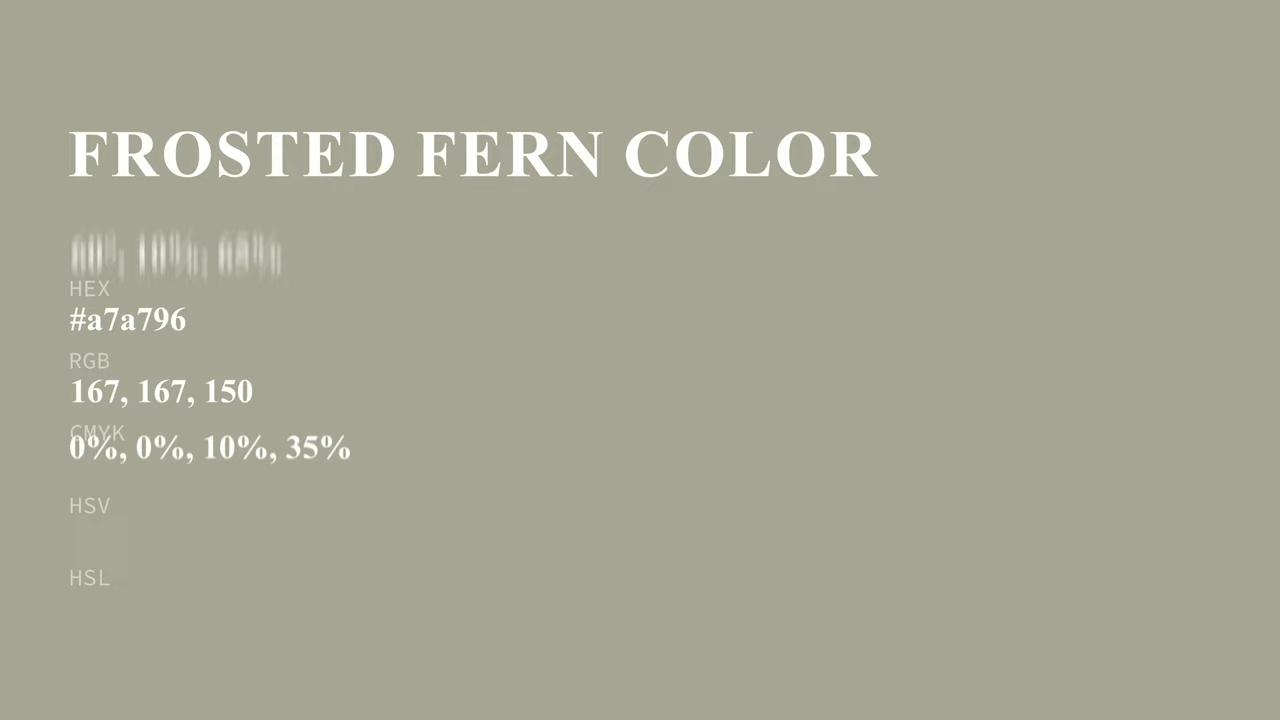 FROSTED FERN COLOR
HEX
#a7a796
RGB
167, 167, 150
CMYK
0%, 0%, 10%, 35%
HSV
HSL